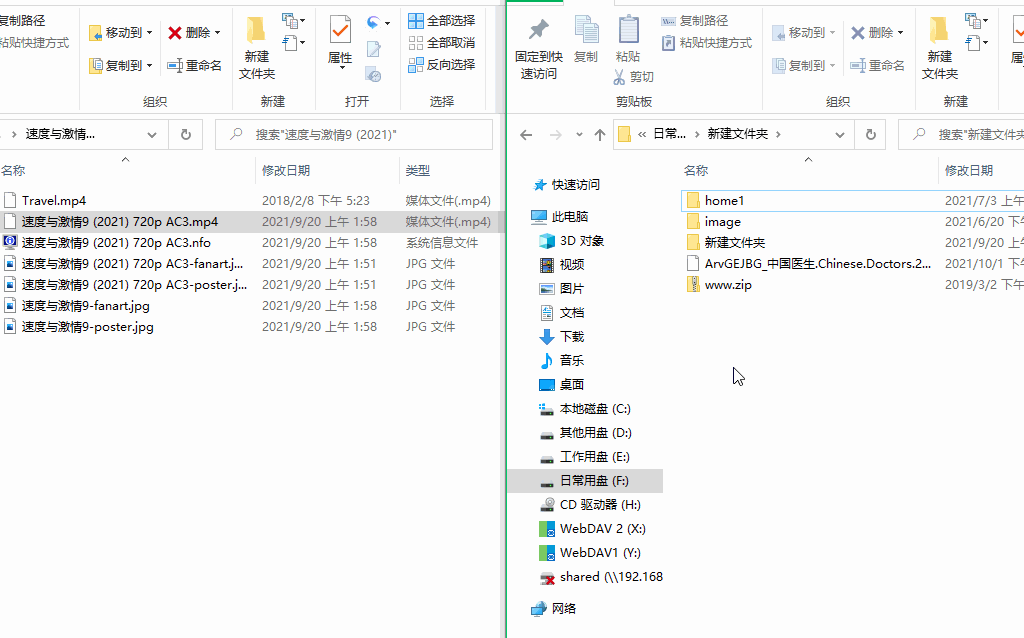 复制路径
粘贴快捷方式
移动到
复制到
删除
重命名
组织
新建
文件夹
新建
属性
打开
全部选择
全部取消
反向选择
选择
速度与激情...
搜索"速度与激情9 (2021)"
名称
修改日期
类型
Travel.mp4
2018/2/8 下午 5:23
媒体文件(.mp4)
速度与激情9 (2021) 720p AC3.mp4
2021/9/20 上午 1:58
媒体文件(.mp4)
速度与激情9 (2021) 720p AC3.nfo
2021/9/20 上午 1:58
系统信息文件
速度与激情9 (2021) 720p AC3-fanart.j...
2021/9/20 上午 1:51
JPG 文件
速度与激情9 (2021) 720p AC3-poster.j...
2021/9/20 上午 1:51
JPG 文件
速度与激情9-fanart.jpg
2021/9/20 上午 1:58
JPG 文件
速度与激情9-poster.jpg
2021/9/20 上午 1:58
JPG 文件
固定到快
速访问
复制
粘贴
复制路径
粘贴快捷方式
剪切
剪贴板
移动到
复制到
删除
重命名
组织
新建
文件夹
新建
属
« 日常... › 新建文件夹 ›
搜索"新建文件夹
名称
修改日期
快速访问
此电脑
3D 对象
视频
图片
文档
下载
音乐
桌面
本地磁盘 (C:)
其他用盘 (D:)
工作用盘 (E:)
日常用盘 (F:)
CD 驱动器 (H:)
WebDAV 2 (X:)
WebDAV1 (Y:)
shared (\\192.168
网络
home1
2021/7/3 上午
image
2021/6/20 下午
新建文件夹
2021/9/20 上午
ArvGEJBG_中国医生.Chinese.Doctors.2...
2021/10/1 下午
www.zip
2019/3/2 下午